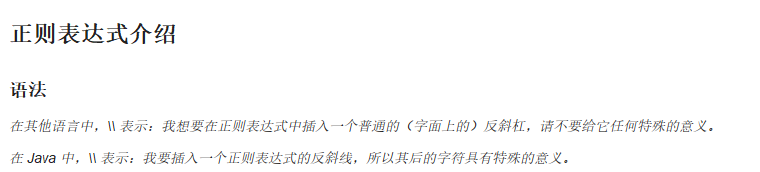 正则表达式介绍
语法
在其他语言中，\\ 表示：我想要在正则表达式中插入一个普通的（字面上的）反斜杠，请不要给它任何特殊的意义。
在 Java 中，\\ 表示：我要插入一个正则表达式的反斜线，所以其后的字符具有特殊的意义。